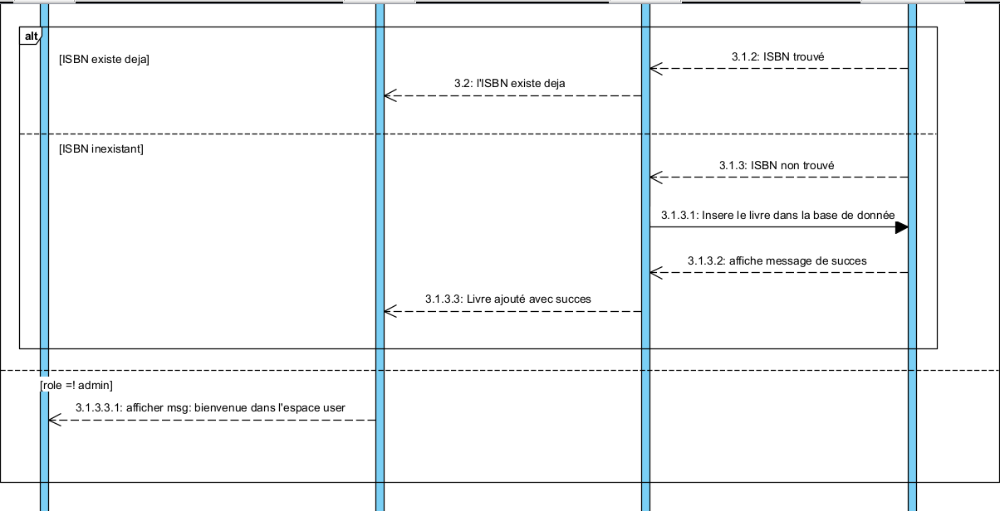 alt
[ISBN existe deja]
3.1.2: ISBN trouvé
3.2: l'ISBN existe deja
[ISBN inexistant]
3.1.3: ISBN non trouvé
3.1.3.1: Insere le livre dans la base de donnée
3.1.3.2: affiche message de succes
3.1.3.3: Livre ajouté avec succes
[role =! admin]
3.1.3.3.1: afficher msg: bienvenue dans l'espace user